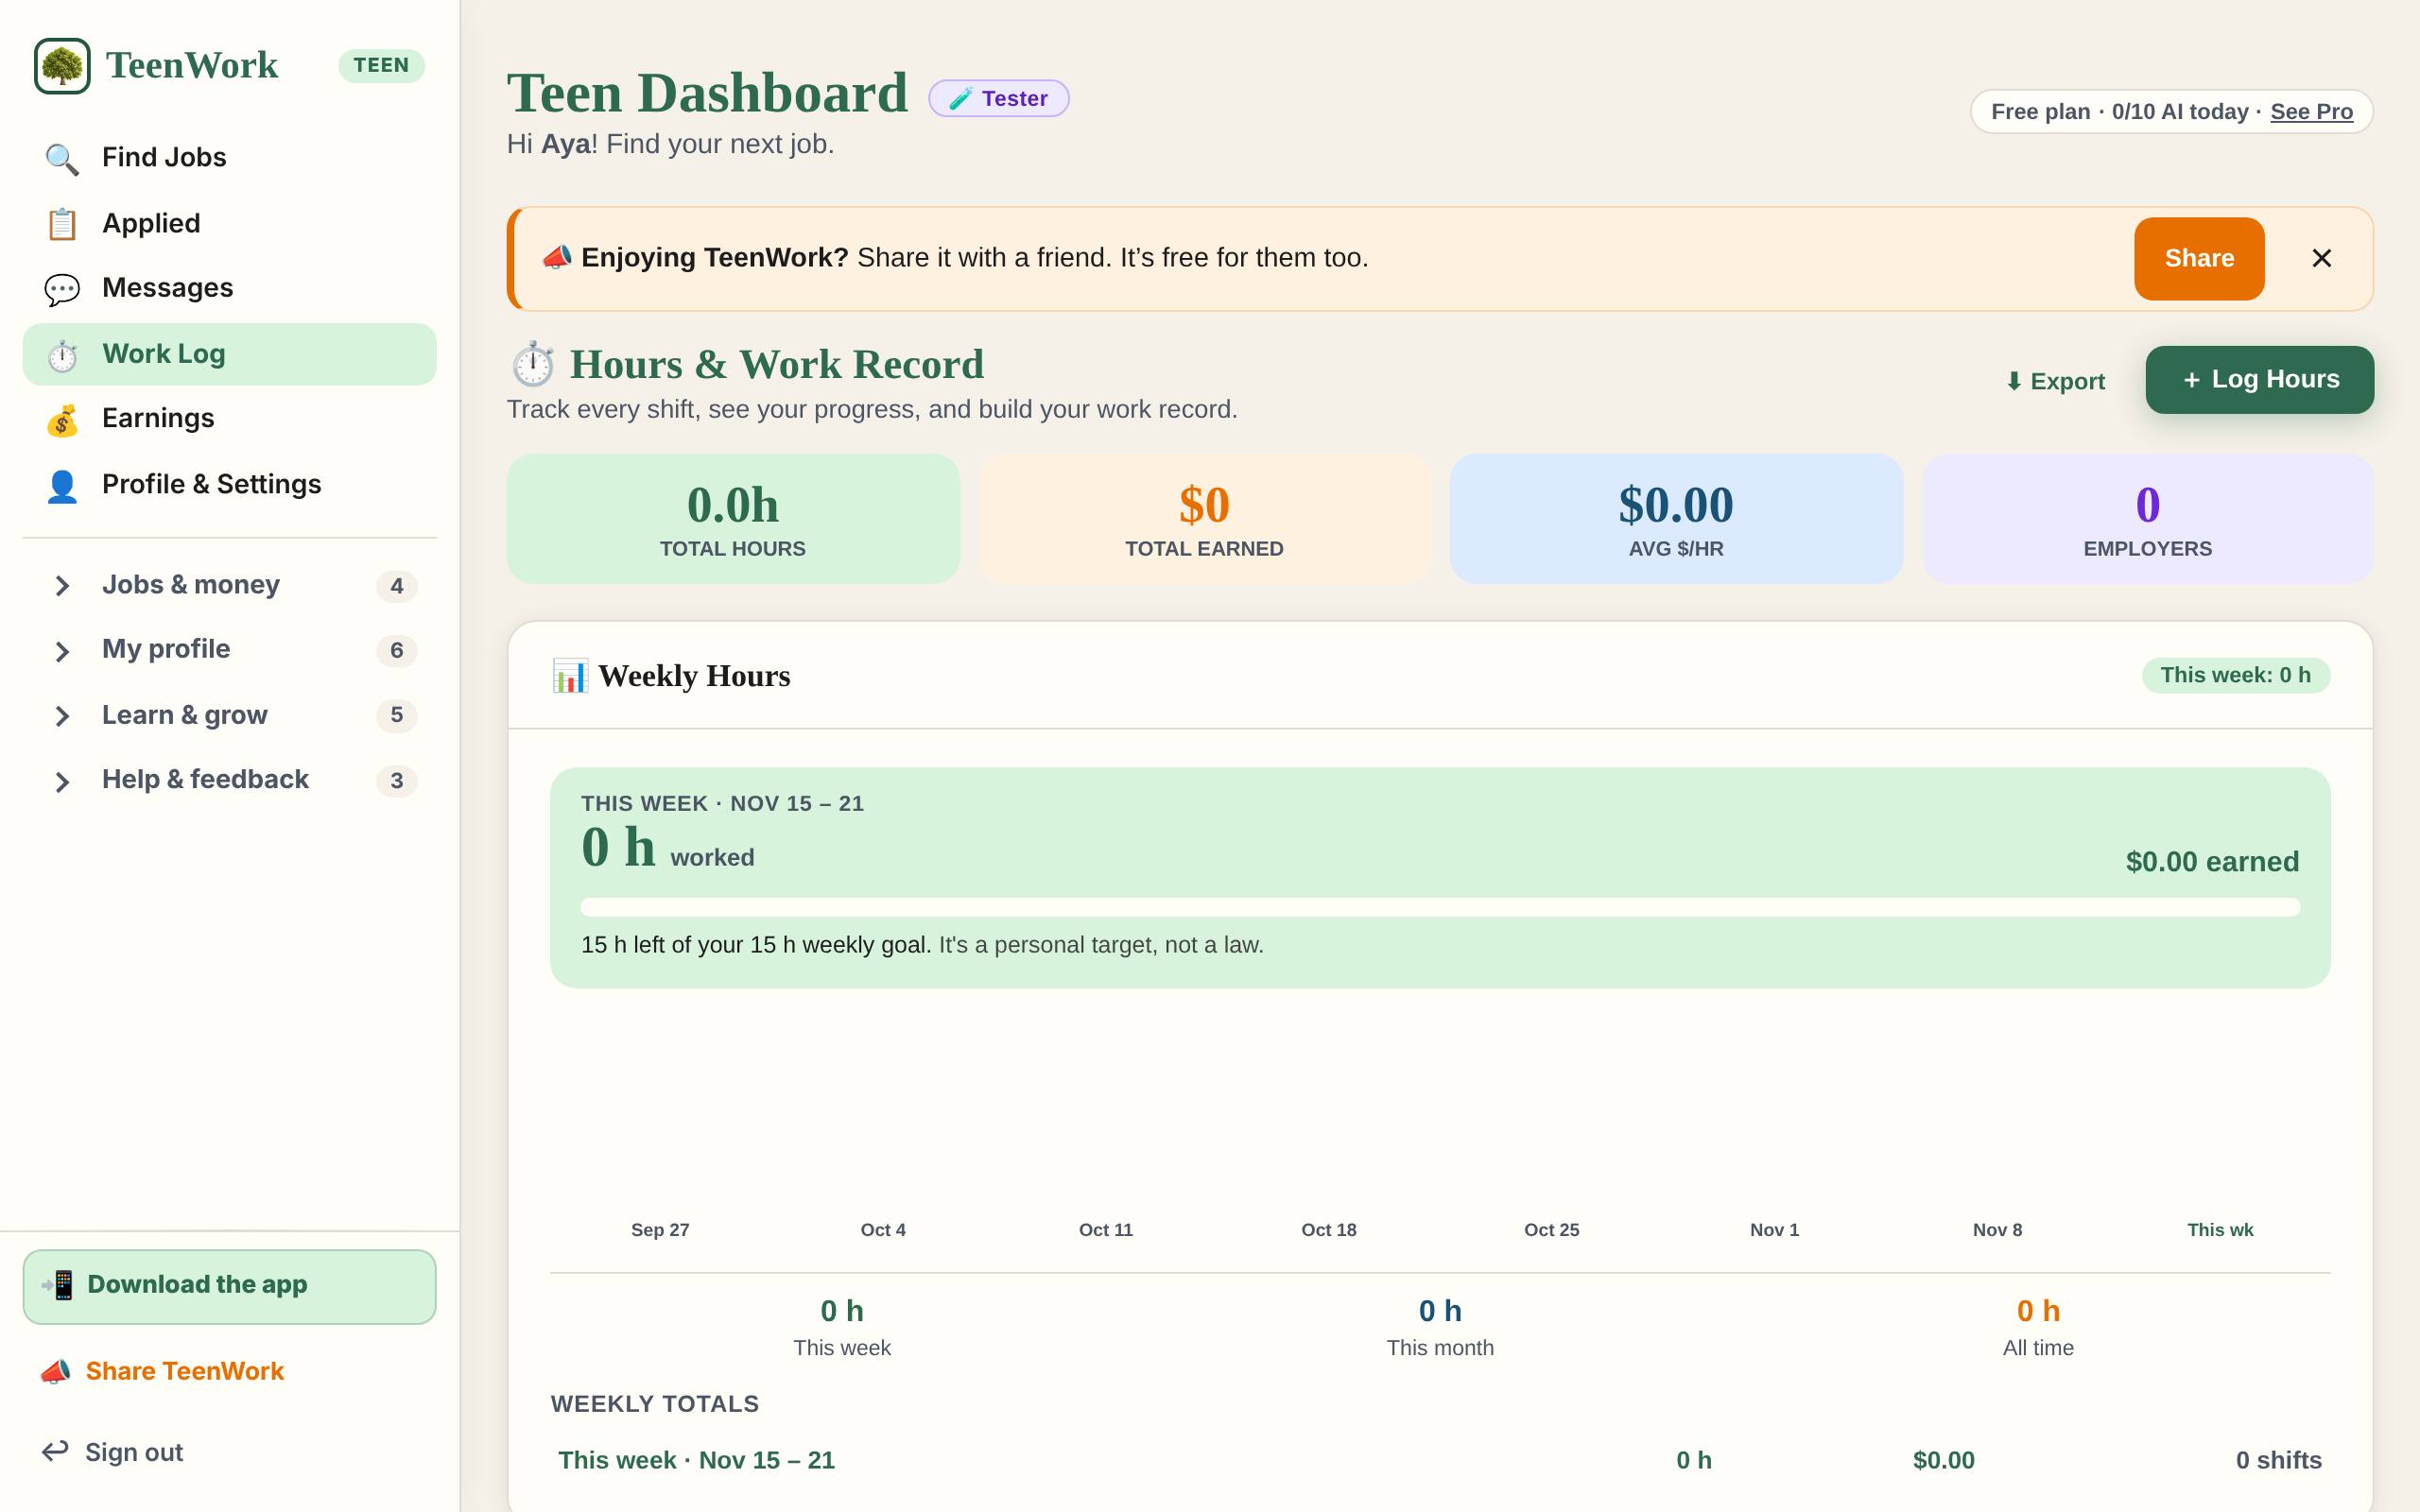 TeenWork
TEEN
Find Jobs
Applied
Messages
Work Log
Earnings
Profile & Settings
Jobs & money 4
My profile 6
Learn & grow 5
Help & feedback 3
Download the app
Share TeenWork
Sign out
Teen Dashboard
Tester
Hi Aya! Find your next job.
Free plan · 0/10 AI today · See Pro
Enjoying TeenWork? Share it with a friend. It’s free for them too.
Share
×
Hours & Work Record
Track every shift, see your progress, and build your work record.
⬇ Export
+ Log Hours
0.0h
TOTAL HOURS
$0
TOTAL EARNED
$0.00
AVG $/HR
0
EMPLOYERS
Weekly Hours
This week: 0 h
THIS WEEK · NOV 15 – 21
0 h worked
$0.00 earned
15 h left of your 15 h weekly goal. It's a personal target, not a law.
Sep 27 Oct 4 Oct 11 Oct 18 Oct 25 Nov 1 Nov 8 This wk
0 h
This week
0 h
This month
0 h
All time
WEEKLY TOTALS
This week · Nov 15 – 21 0 h $0.00 0 shifts